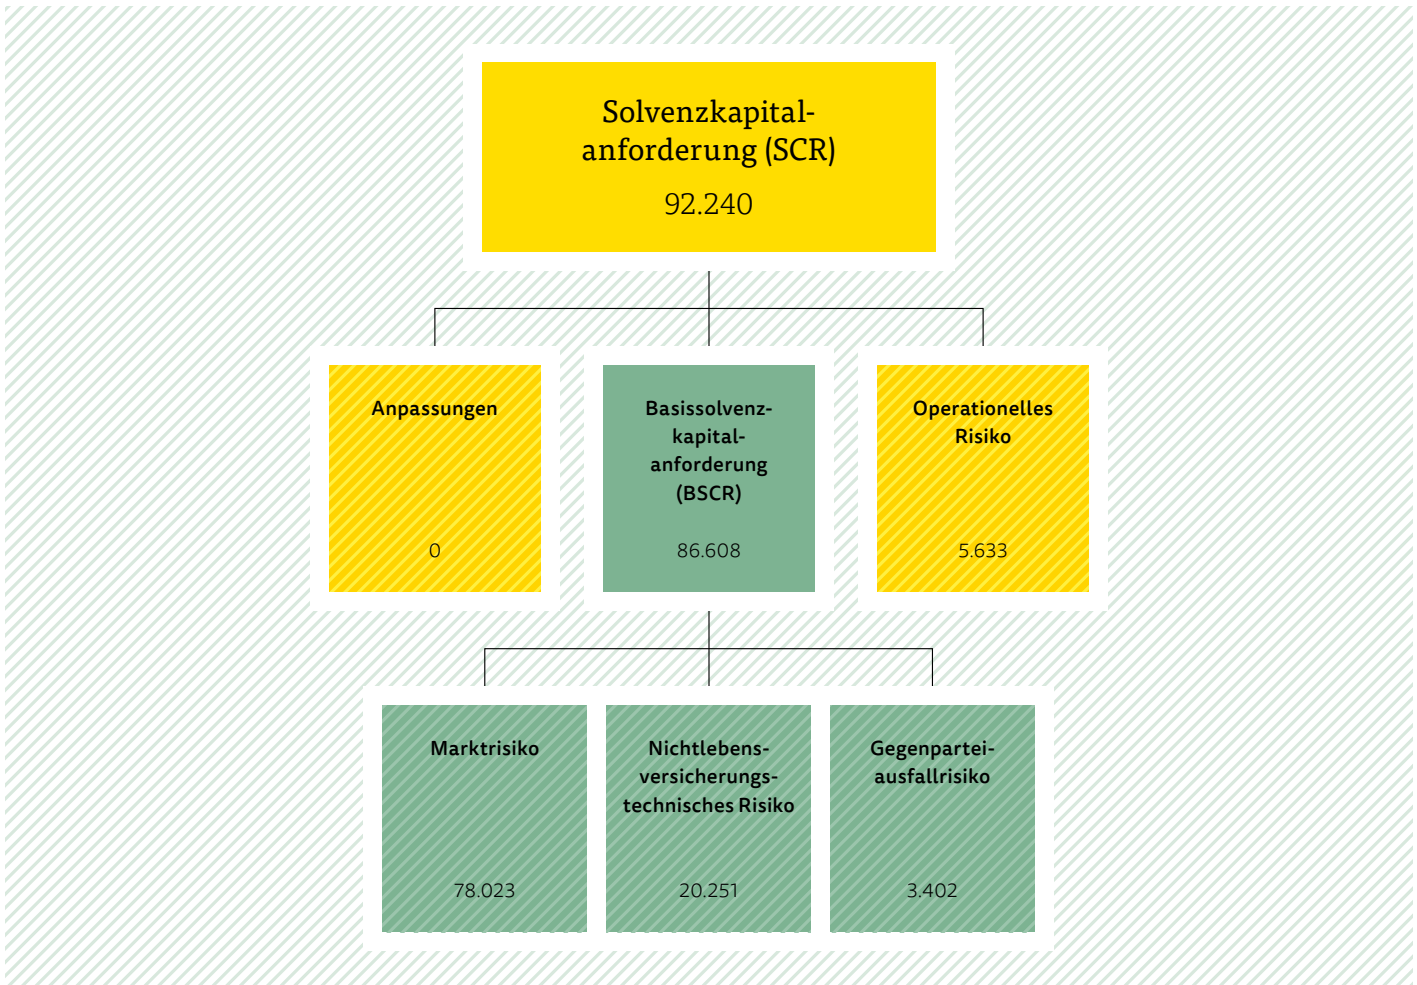 Solvenzkapital-
anforderung (SCR)
92.240
Anpassungen
0
Basissolvenz-
kapital-
anforderung
(BSCR)
86.608
Operationelles
Risiko
5.633
Marktrisiko
78.023
Nichtlebens-
versicherungs-
technisches Risiko
20.251
Gegenpartei-
ausfallrisiko
3.402